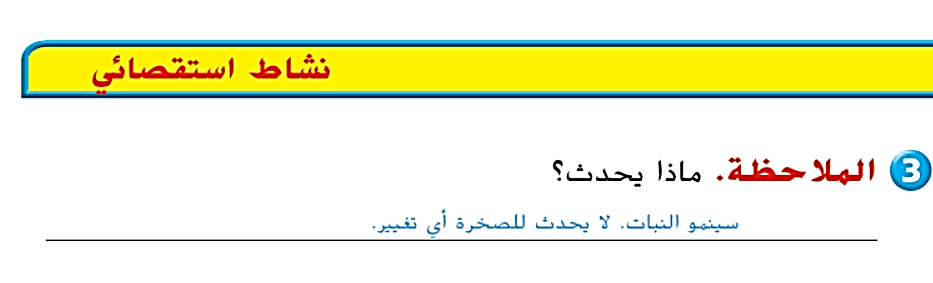 نشاط استقصائي
3 الملاحظة. ماذا يحدث؟
سينمو النبات. لا يحدث للصخرة أي تغيير.